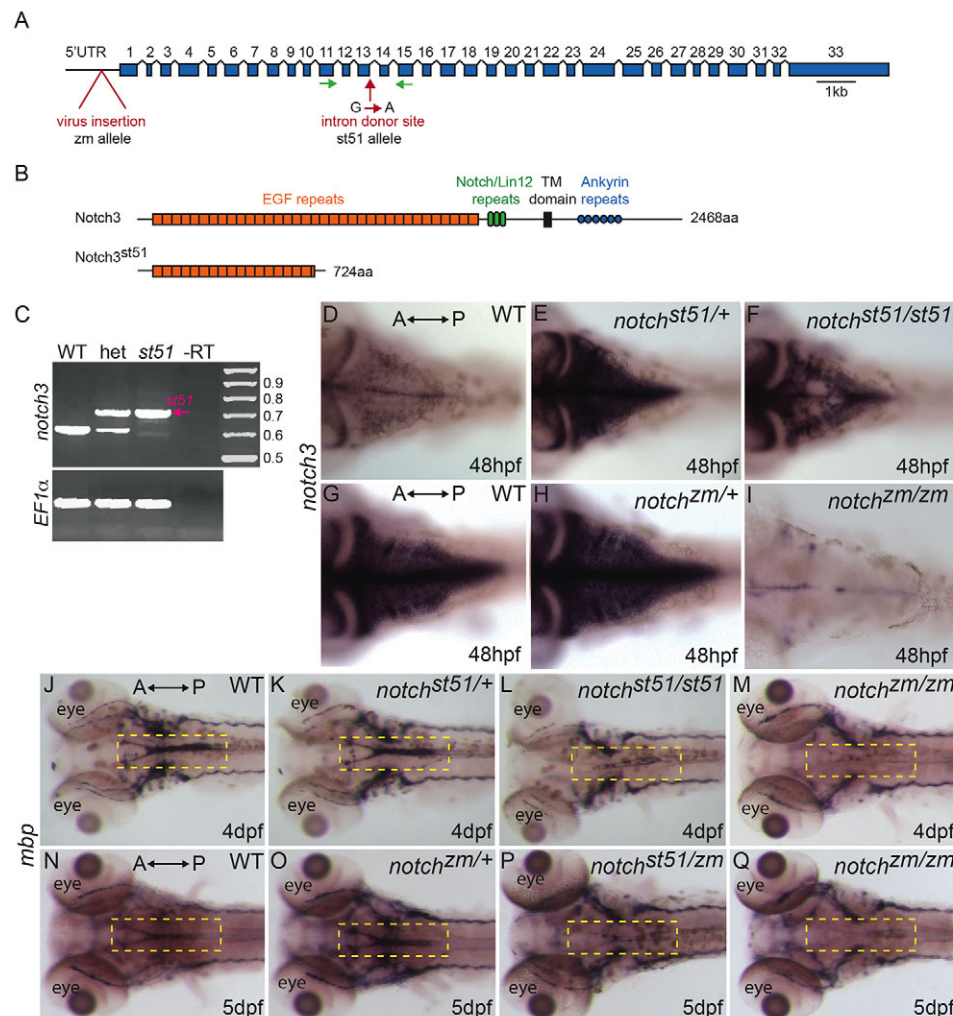 A
5'UTR 1 2 3 4 5 6 7 8 9 10 11 12 13 14 15 16 17 18 19 20 21 22 23 24 25 26 27 28 29 30 31 32 33
1kb
G A
virus insertion
zm allele
intron donor site
st51 allele
B
Notch/Lin12 repeats
TM domain
Ankyrin repeats
EGF repeats
Notch3
2468aa
Notch3st51
724aa
C
WT het st51 -RT
notch3
st51
0.9
0.8
0.7
0.6
0.5
EF1α
notch3
D A P WT
48hpf
E notchst51/+
48hpf
F notchst51/st51
48hpf
G A P WT
48hpf
H notchzm/+
48hpf
I notchzm/zm
48hpf
mbp
J A P WT
eye
eye
4dpf
K notchst51/+
eye
eye
4dpf
L notchst51/st51
eye
eye
4dpf
M notchzm/zm
eye
eye
4dpf
N A P WT
eye
eye
5dpf
O notchzm/+
eye
eye
5dpf
P notchst51/zm
eye
eye
5dpf
Q notchzm/zm
eye
eye
5dpf